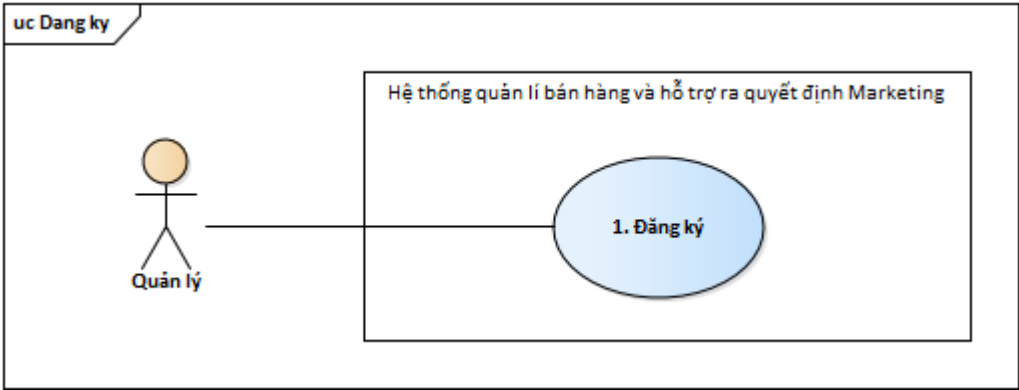 uc Dang ky
Hệ thống quản lí bán hàng và hỗ trợ ra quyết định Marketing
1. Đăng ký
Quản lý